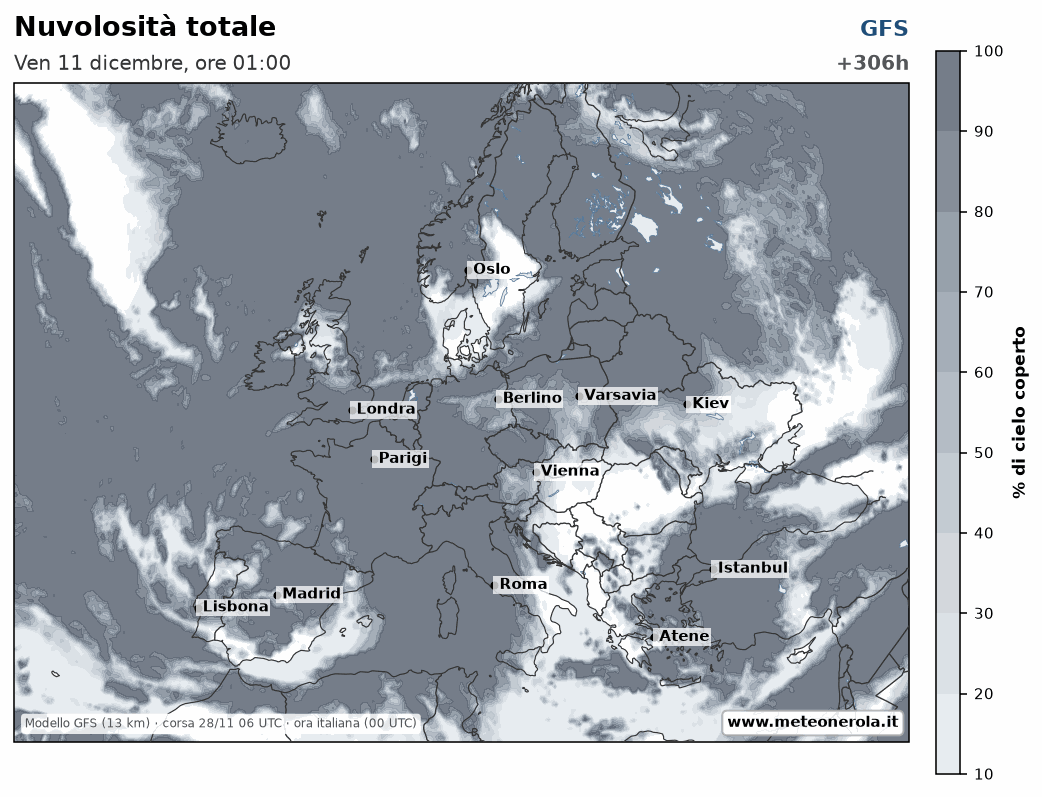 Nuvolosità totale
GFS
Ven 11 dicembre, ore 01:00
+306h
100
90
80
70
60
50
40
30
20
10
% di cielo coperto
Oslo
Londra
Berlino
Varsavia
Kiev
Parigi
Vienna
Istanbul
Roma
Madrid
Lisbona
Atene
Modello GFS (13 km) · corsa 28/11 06 UTC · ora italiana (00 UTC)
www.meteonerola.it